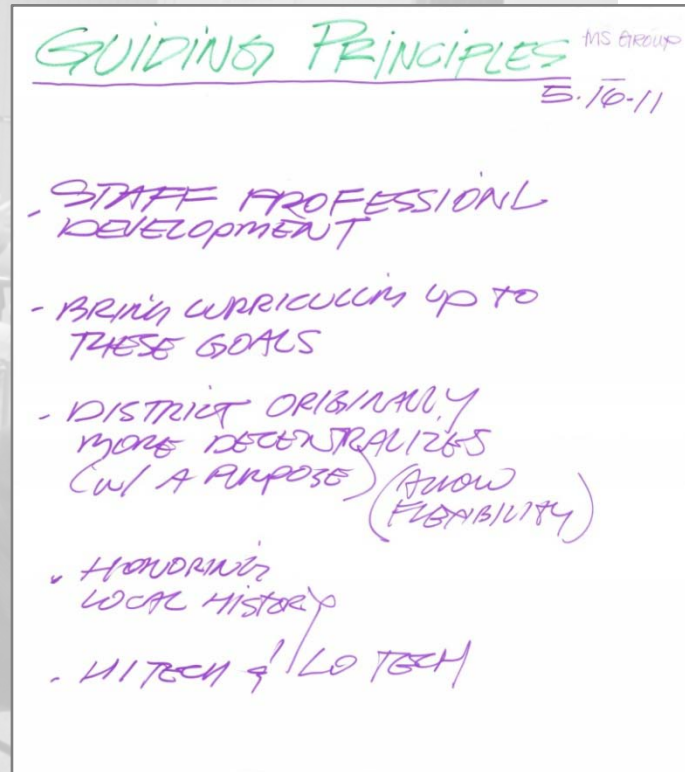 GUIDING PRINCIPLES MS GROUP
5.16-11
- STAFF PROFESSIONL
DEVELOPMENT
- BRING CURRICULUM UP TO
THESE GOALS
- DISTRICT ORIGINALLY
MORE DECENTRALIZES
(W/ A PURPOSE) (ALLOW
FLEXIBILITY)
- HONORING
LOCAL HISTORY
- HI TECH & LO TECH